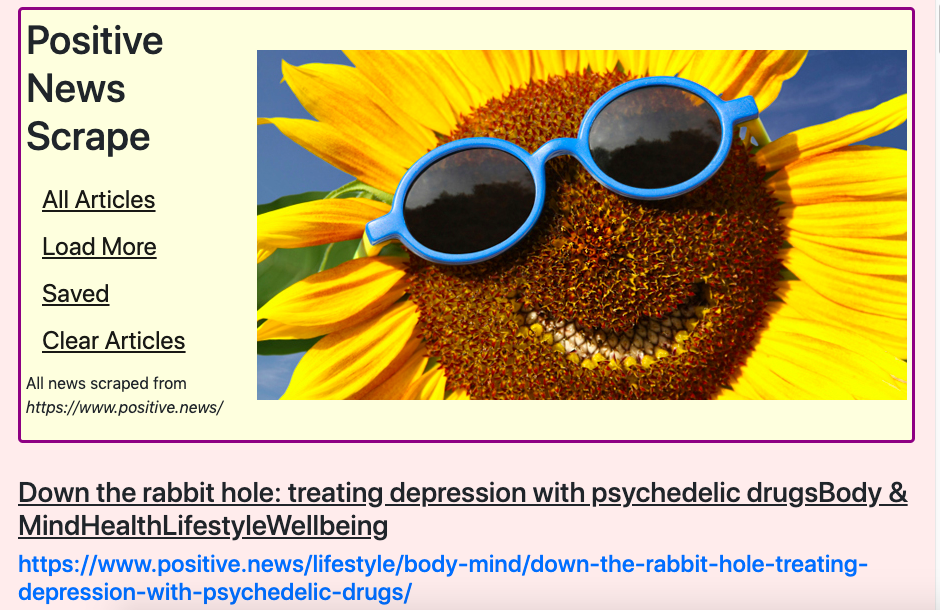 Positive
News
Scrape
All Articles
Load More
Saved
Clear Articles
All news scraped from
https://www.positive.news/
Down the rabbit hole: treating depression with psychedelic drugsBody &
MindHealthLifestyleWellbeing
https://www.positive.news/lifestyle/body-mind/down-the-rabbit-hole-treating-
depression-with-psychedelic-drugs/